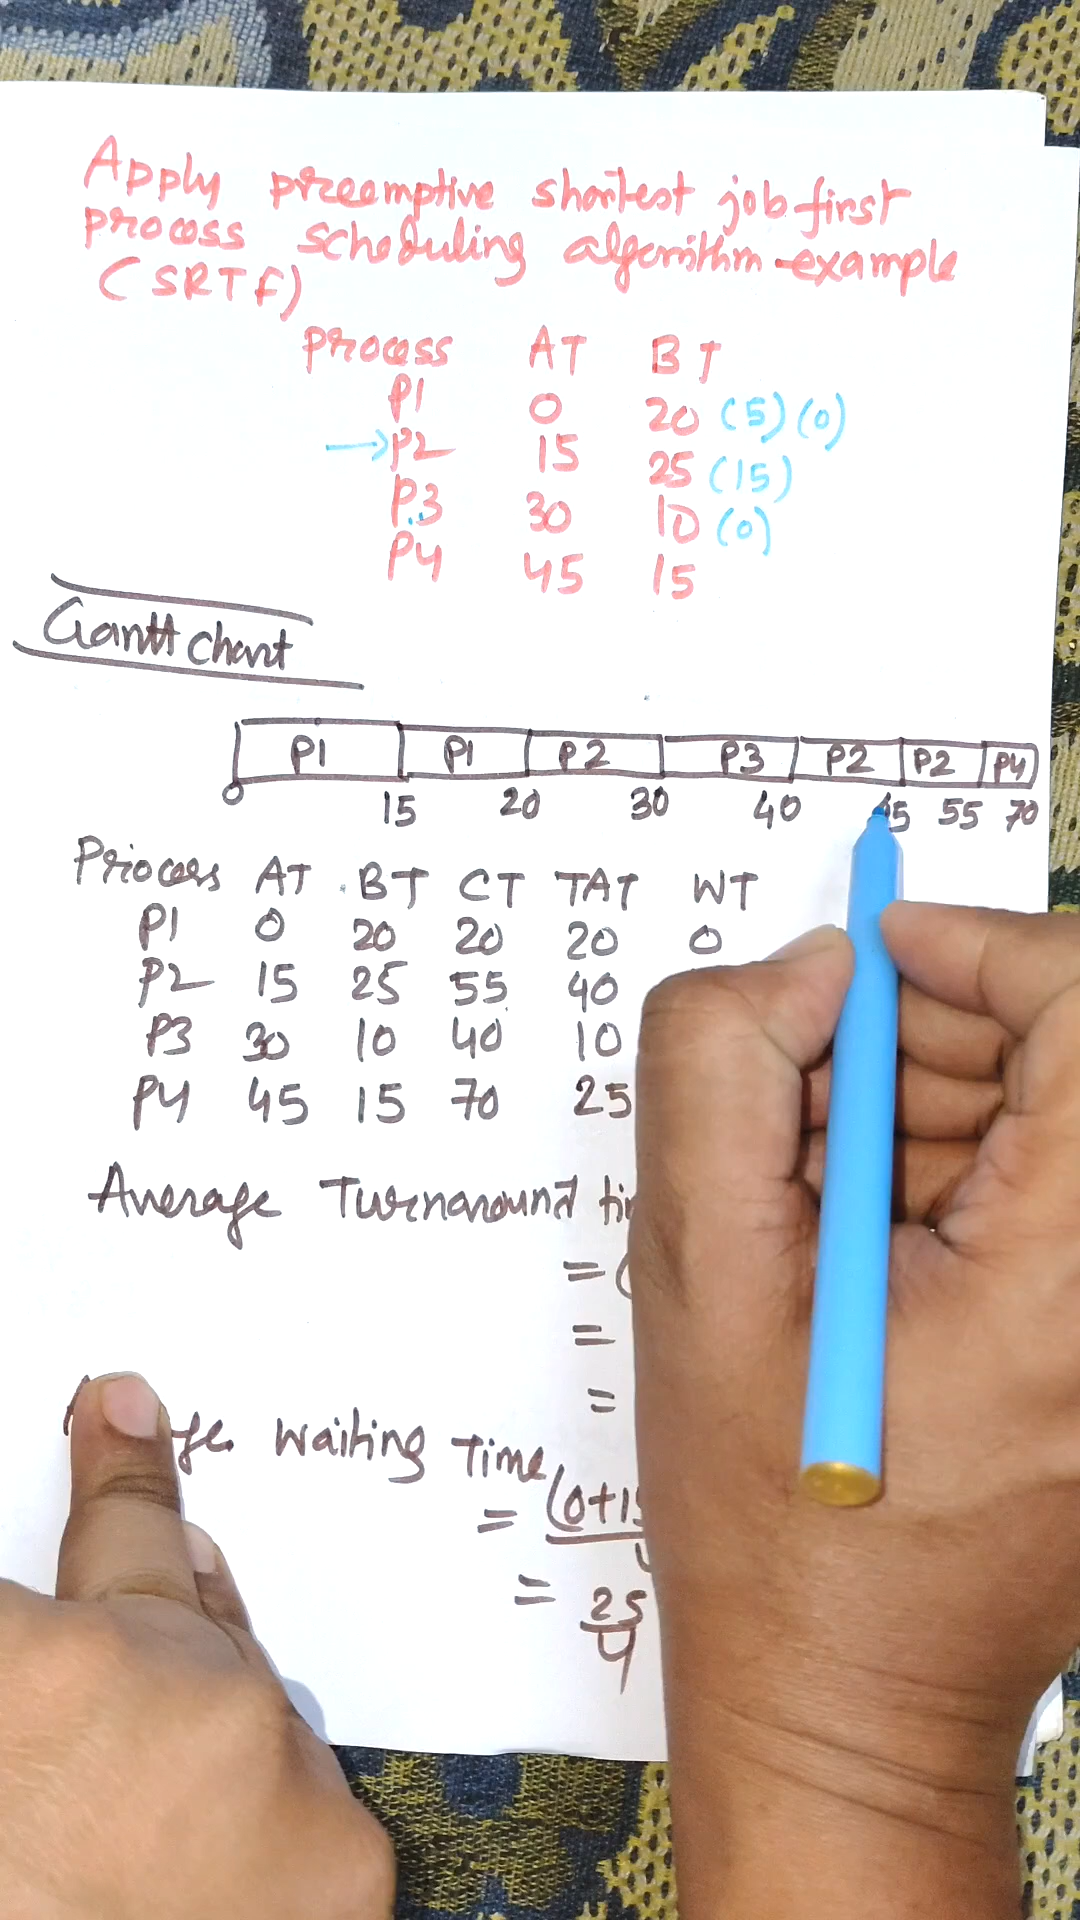 Apply preemptive shortest job first
process scheduling algorithm example
(SRTF)
process AT BT
P1 0 20 (5) (0)
→P2 15 25 (15)
P3 30 10 (0)
P4 45 15
Gantt chart
P1 P1 P2 P3 P2 P2 P4
0 15 20 30 40 45 55 70
Process AT BT CT TAT WT
P1 0 20 20 20 0
P2 15 25 55 40
P3 30 10 40 10
P4 45 15 70 25
Average Turnaround
= (
=
=
Waiting Time
= (0+15
= 25
4